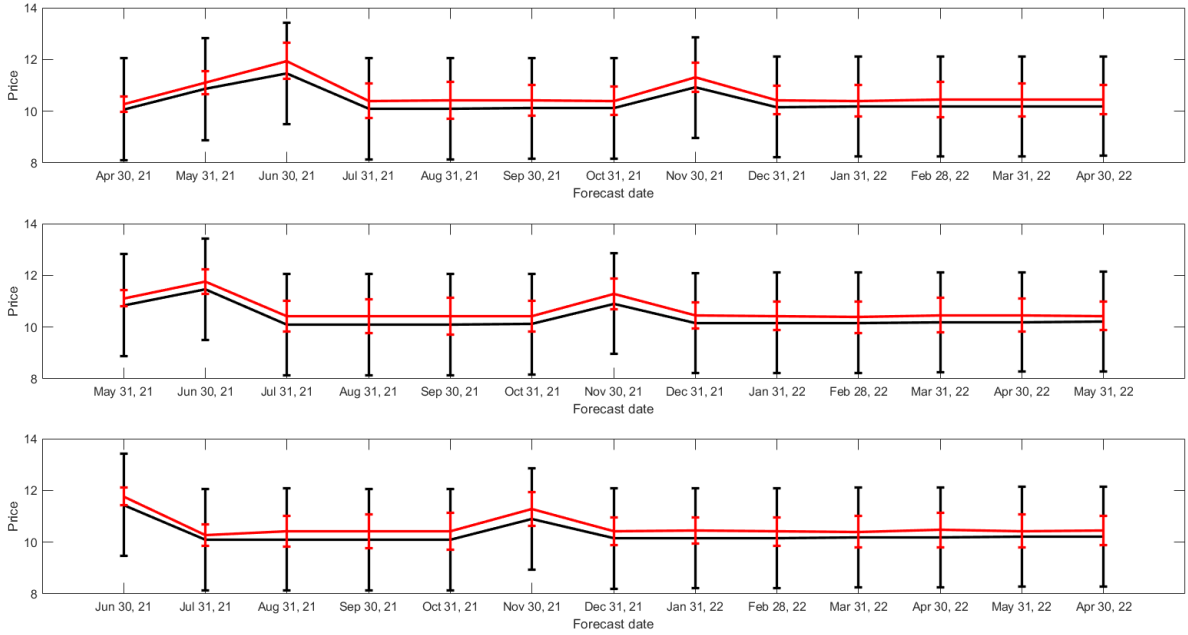 14
12
10
8
Price
Apr 30, 21 May 31, 21 Jun 30, 21 Jul 31, 21 Aug 31, 21 Sep 30, 21 Oct 31, 21 Nov 30, 21 Dec 31, 21 Jan 31, 22 Feb 28, 22 Mar 31, 22 Apr 30, 22
Forecast date
14
12
10
8
Price
May 31, 21 Jun 30, 21 Jul 31, 21 Aug 31, 21 Sep 30, 21 Oct 31, 21 Nov 30, 21 Dec 31, 21 Jan 31, 22 Feb 28, 22 Mar 31, 22 Apr 30, 22 May 31, 22
Forecast date
14
12
10
8
Price
Jun 30, 21 Jul 31, 21 Aug 31, 21 Sep 30, 21 Oct 31, 21 Nov 30, 21 Dec 31, 21 Jan 31, 22 Feb 28, 22 Mar 31, 22 Apr 30, 22 May 31, 22 Apr 30, 22
Forecast date